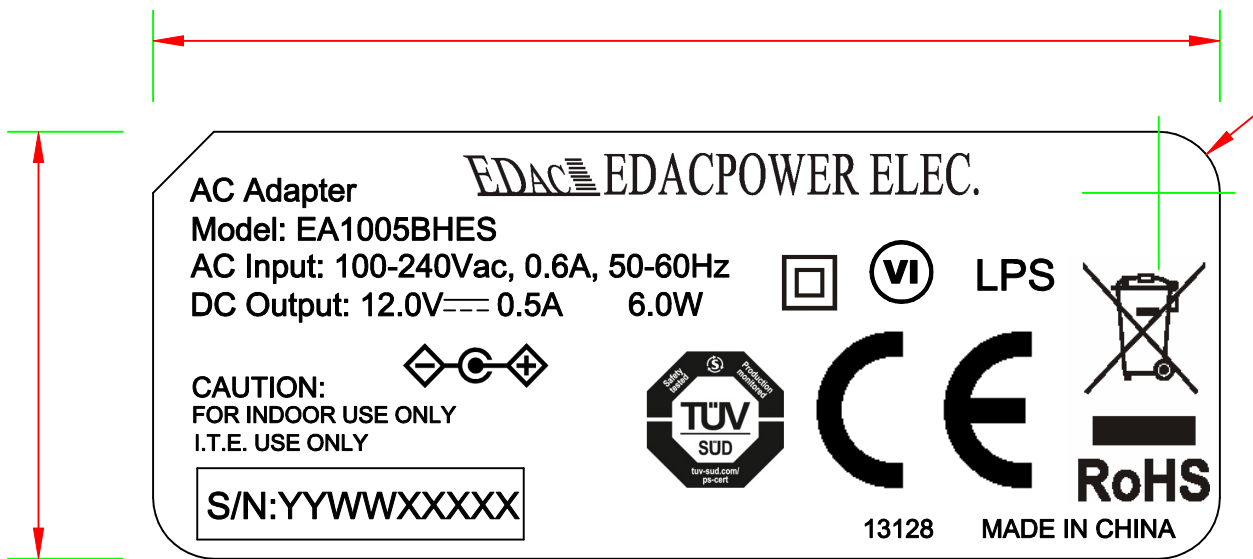 EDAC EDACPOWER ELEC.
AC Adapter
Model: EA1005BHES
AC Input: 100-240Vac, 0.6A, 50-60Hz
DC Output: 12.0V⎓ 0.5A 6.0W
VI
LPS
CAUTION:
FOR INDOOR USE ONLY
I.T.E. USE ONLY
S/N:YYWWXXXXX
Safety tested
S
Production monitored
TÜV
SÜD
tuv-sud.com/
ps-cert
CE
RoHS
13128 MADE IN CHINA